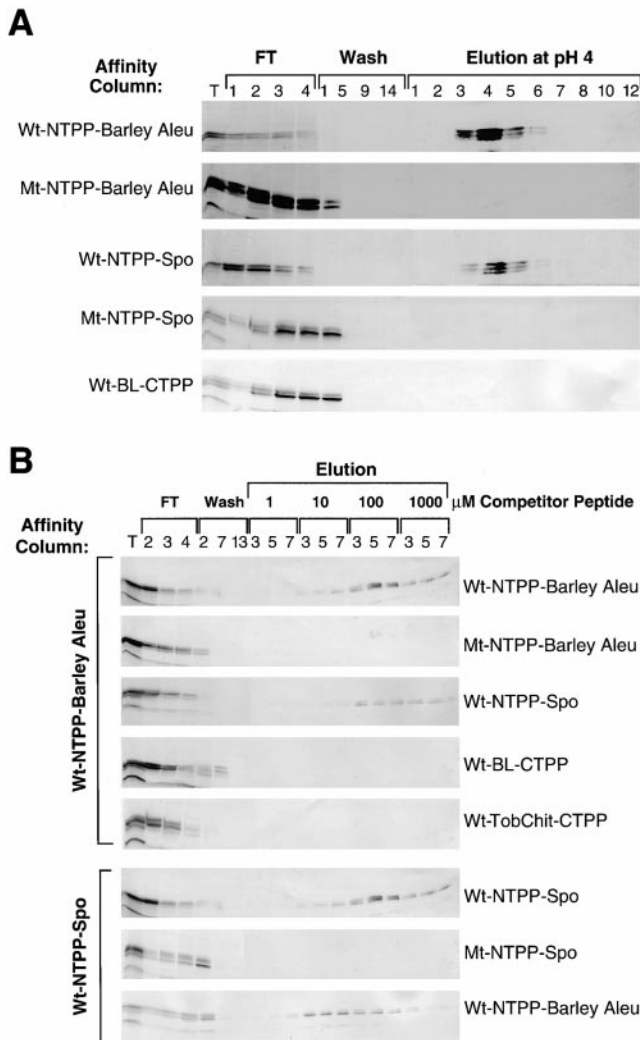 A
FT Wash Elution at pH 4
Affinity
Column:
T 1 2 3 4 1 5 9 14 1 2 3 4 5 6 7 8 10 12
Wt-NTPP-Barley Aleu
Mt-NTPP-Barley Aleu
Wt-NTPP-Spo
Mt-NTPP-Spo
Wt-BL-CTPP
B
Elution
FT Wash 1 10 100 1000 μM Competitor Peptide
Affinity
Column:
T 2 3 4 2 7 13 3 5 7 3 5 7 3 5 7 3 5 7
Wt-NTPP-Barley Aleu
Wt-NTPP-Barley Aleu
Mt-NTPP-Barley Aleu
Wt-NTPP-Spo
Wt-BL-CTPP
Wt-TobChit-CTPP
Wt-NTPP-Spo
Wt-NTPP-Spo
Mt-NTPP-Spo
Wt-NTPP-Barley Aleu